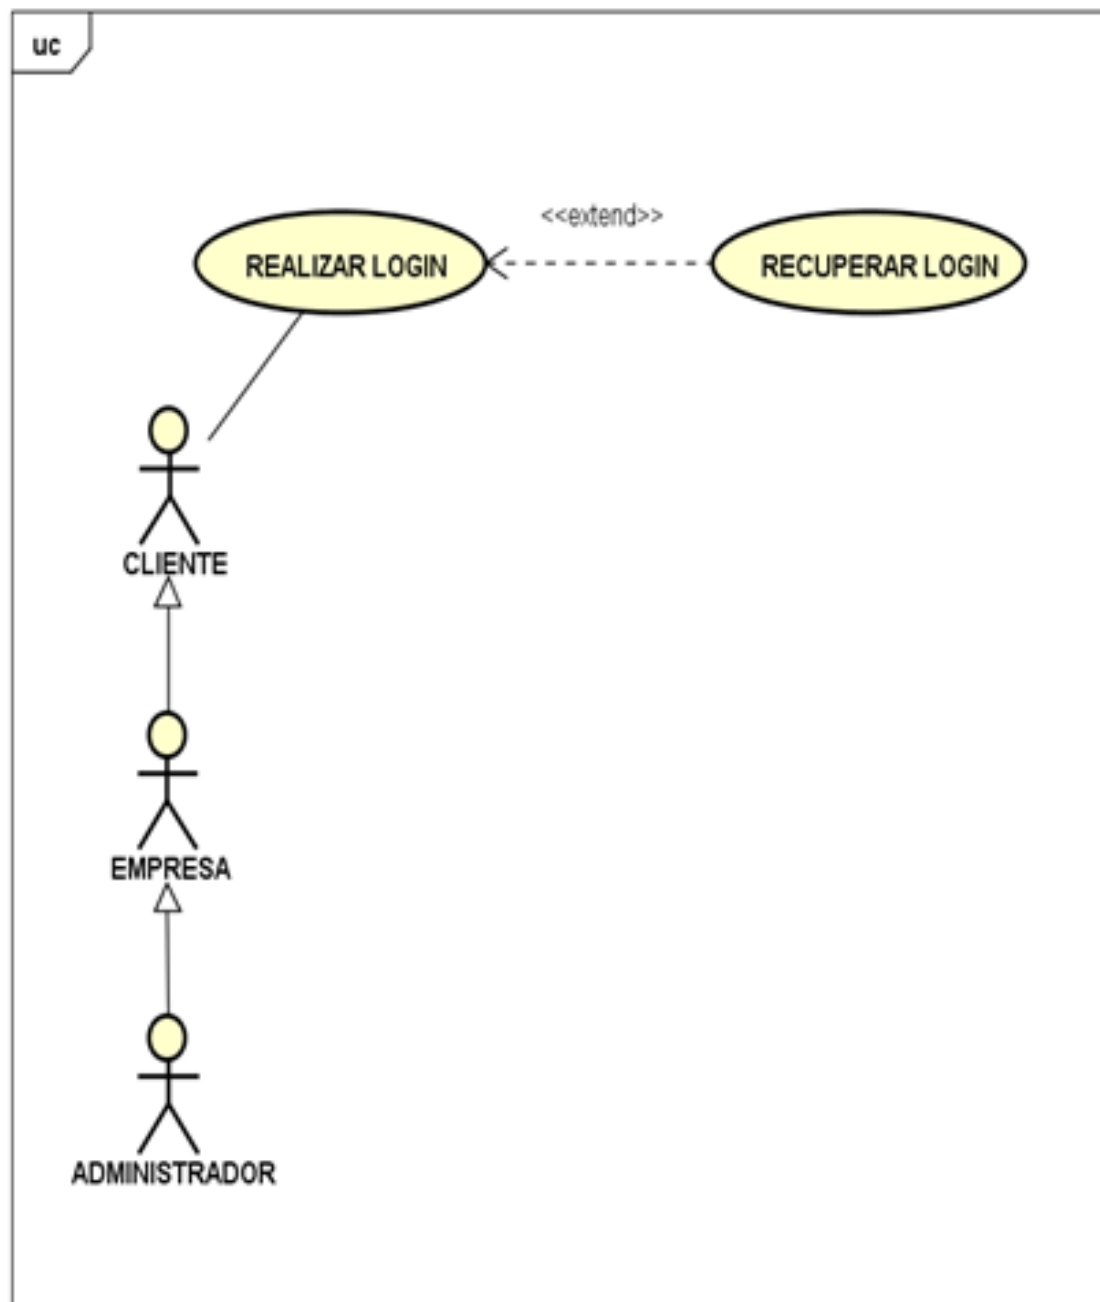 uc
<<extend>>
REALIZAR LOGIN
RECUPERAR LOGIN
CLIENTE
EMPRESA
ADMINISTRADOR